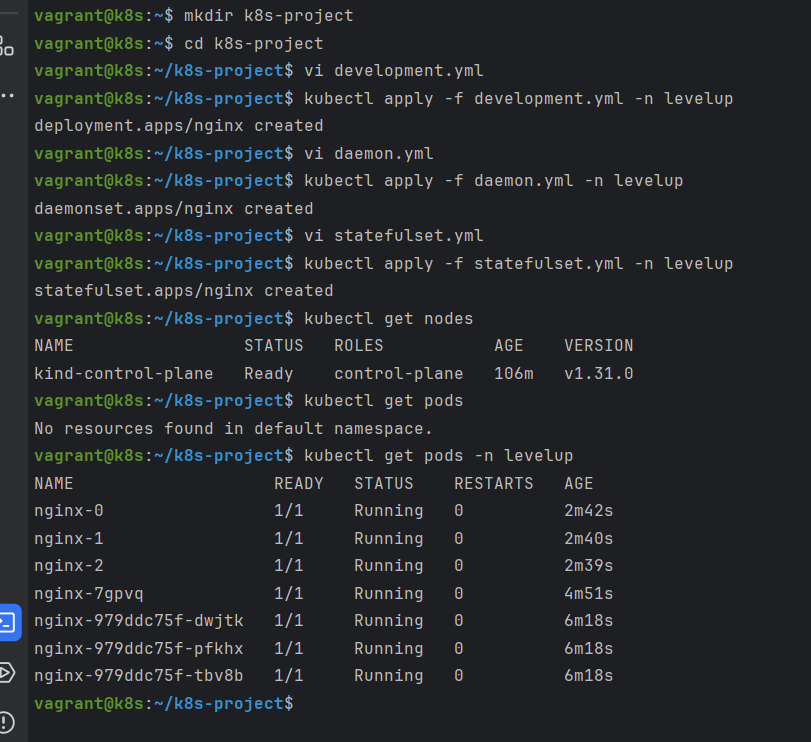 vagrant@k8s:~$ mkdir k8s-project
vagrant@k8s:~$ cd k8s-project
vagrant@k8s:~/k8s-project$ vi development.yml
vagrant@k8s:~/k8s-project$ kubectl apply -f development.yml -n levelup
deployment.apps/nginx created
vagrant@k8s:~/k8s-project$ vi daemon.yml
vagrant@k8s:~/k8s-project$ kubectl apply -f daemon.yml -n levelup
daemonset.apps/nginx created
vagrant@k8s:~/k8s-project$ vi statefulset.yml
vagrant@k8s:~/k8s-project$ kubectl apply -f statefulset.yml -n levelup
statefulset.apps/nginx created
vagrant@k8s:~/k8s-project$ kubectl get nodes
NAME                 STATUS   ROLES           AGE    VERSION
kind-control-plane   Ready    control-plane   106m   v1.31.0
vagrant@k8s:~/k8s-project$ kubectl get pods
No resources found in default namespace.
vagrant@k8s:~/k8s-project$ kubectl get pods -n levelup
NAME                    READY   STATUS    RESTARTS   AGE
nginx-0                 1/1     Running   0          2m42s
nginx-1                 1/1     Running   0          2m40s
nginx-2                 1/1     Running   0          2m39s
nginx-7gpvq             1/1     Running   0          4m51s
nginx-979ddc75f-dwjtk   1/1     Running   0          6m18s
nginx-979ddc75f-pfkhx   1/1     Running   0          6m18s
nginx-979ddc75f-tbv8b   1/1     Running   0          6m18s
vagrant@k8s:~/k8s-project$